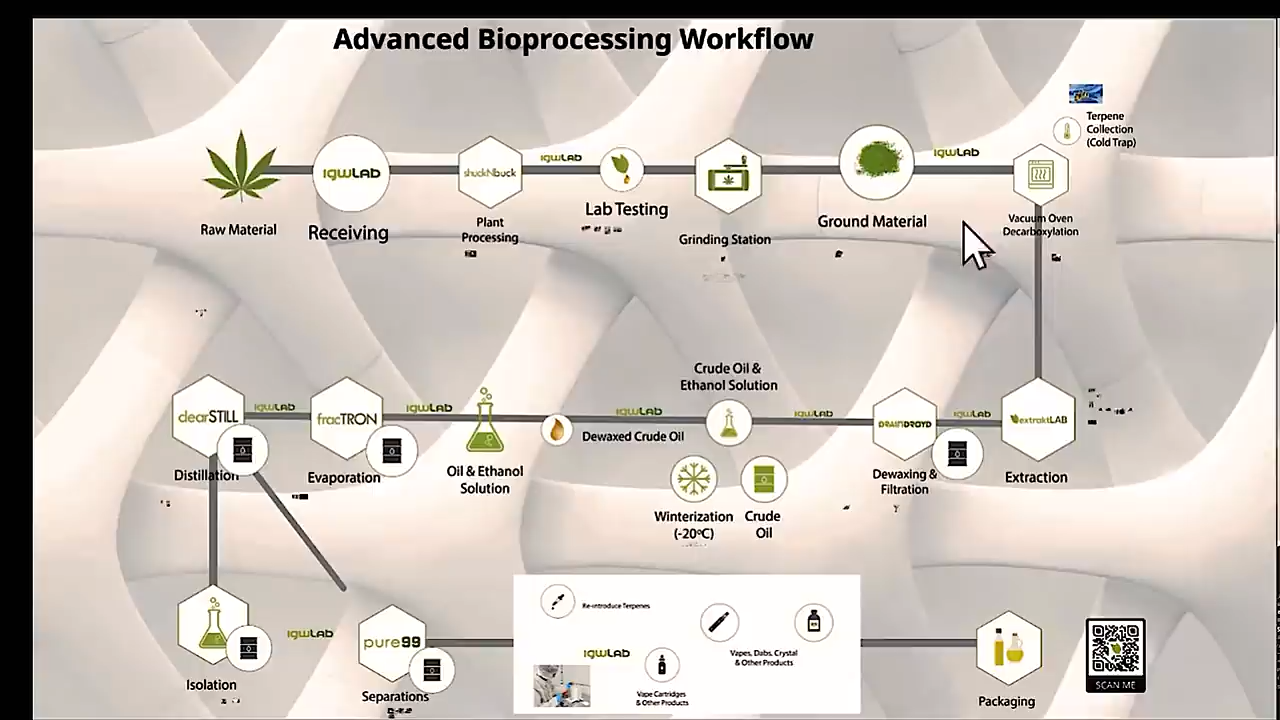 Advanced Bioprocessing Workflow
Terpene
Collection
(Cold Trap)
IGWLAB
shuckNbuck
IGWLAB
IGWLAB
Raw Material
Receiving
Plant
Processing
Lab Testing
Grinding Station
Ground Material
Vacuum Oven
Decarboxylation
Crude Oil &
Ethanol Solution
clearSTILL
IGWLAB
fracTRON
IGWLAB
IGWLAB
IGWLAB
DRAINDROYD
IGWLAB
extraktLAB
Dewaxed Crude Oil
Distillation
Evaporation
Oil & Ethanol
Solution
Winterization
(-20ºC)
Crude
Oil
Dewaxing &
Filtration
Extraction
Re-introduce Terpenes
IGWLAB
pure99
IGWLAB
Vapes, Dabs, Crystal
& Other Products
Vape Cartridges
& Other Products
Isolation
Separations
Packaging
SCAN ME